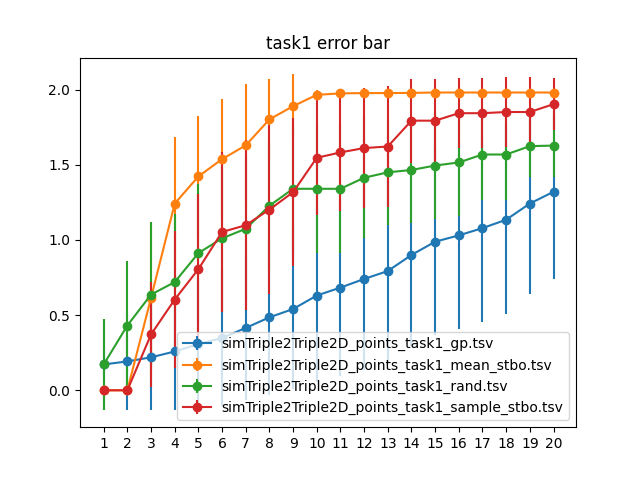 task1 error bar
2.0
1.5
1.0
0.5
0.0
simTriple2Triple2D_points_task1_gp.tsv
simTriple2Triple2D_points_task1_mean_stbo.tsv
simTriple2Triple2D_points_task1_rand.tsv
simTriple2Triple2D_points_task1_sample_stbo.tsv
1 2 3 4 5 6 7 8 9 10 11 12 13 14 15 16 17 18 19 20